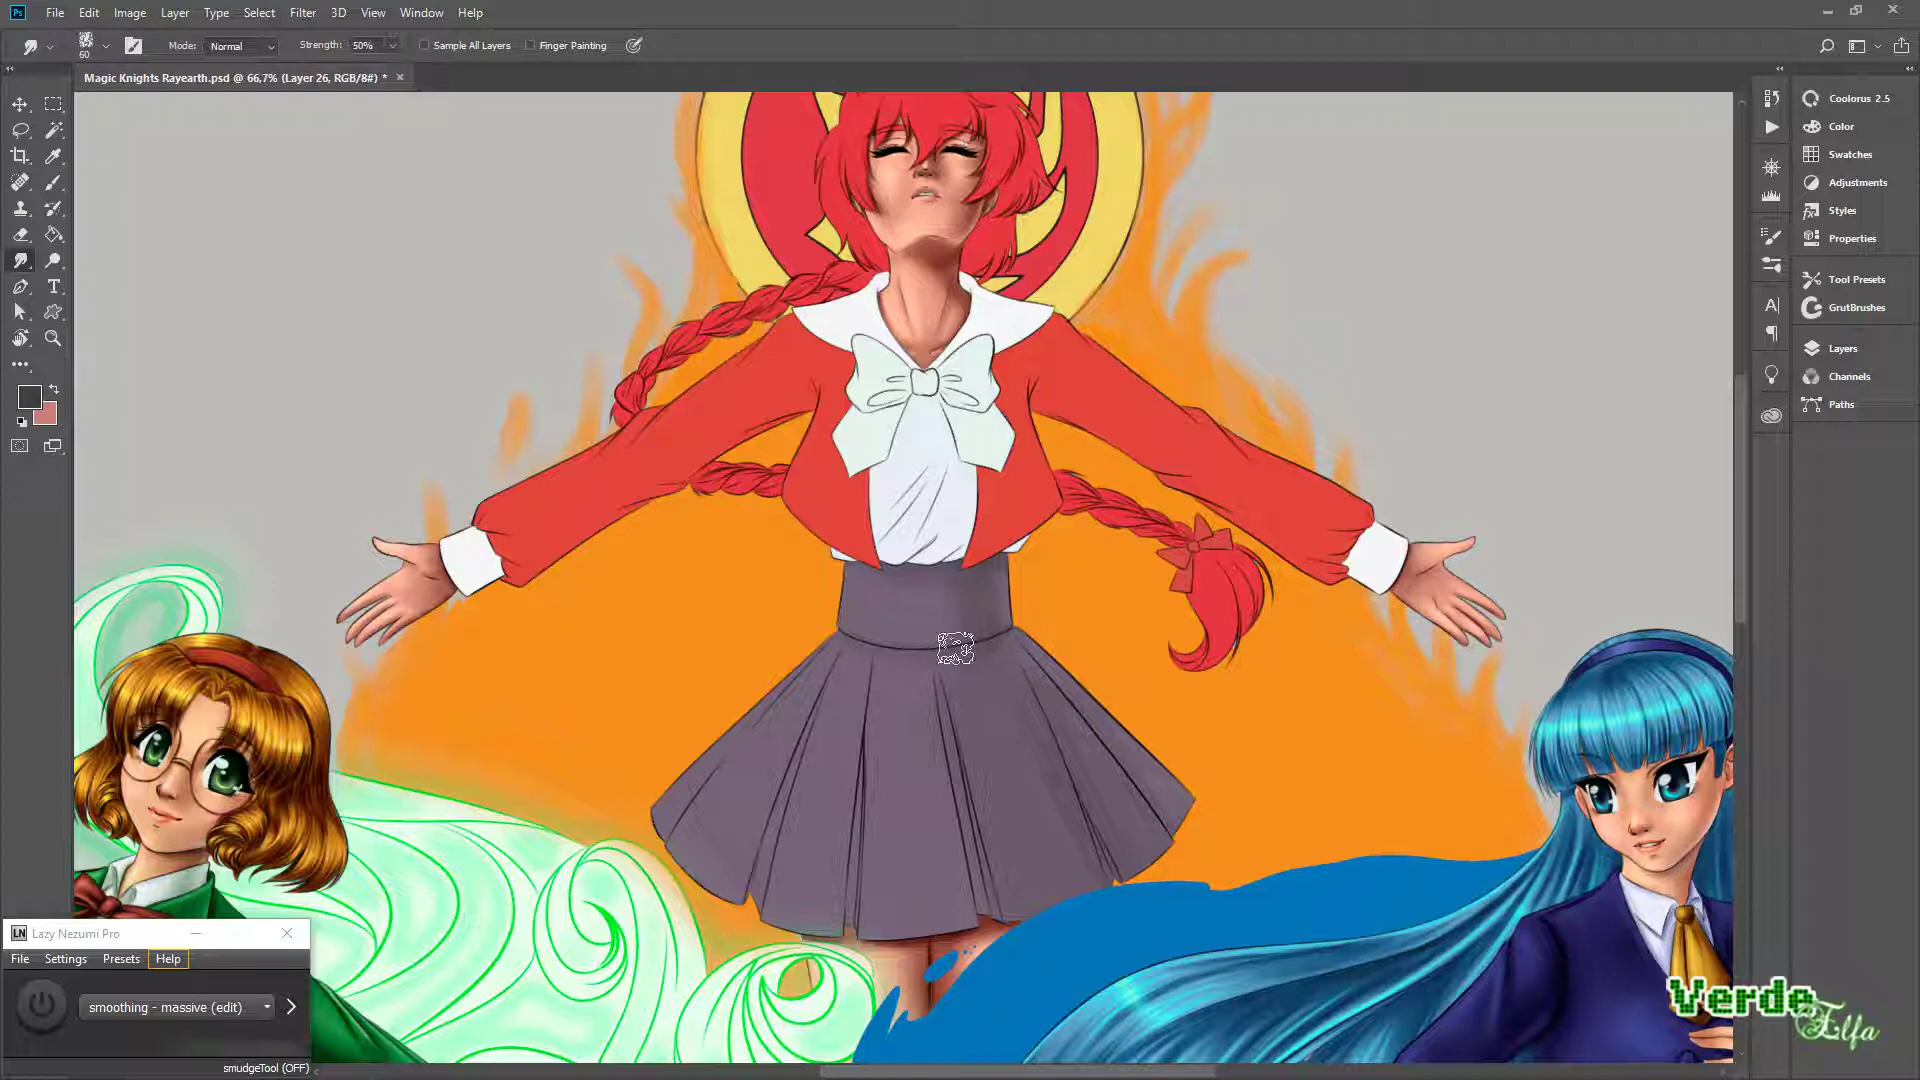 Ps File Edit Image Layer Type Select Filter 3D View Window Help
60 Mode: Normal Strength: 50% Sample All Layers Finger Painting
Magic Knights Rayearth.psd @ 66,7% (Layer 26, RGB/8#) *
Coolorus 2.5
Color
Swatches
Adjustments
Styles
Properties
Tool Presets
GrutBrushes
Layers
Channels
Paths
LN Lazy Nezumi Pro
File Settings Presets Help
smoothing - massive (edit)
smudgeTool (OFF)
Verde
Elfa